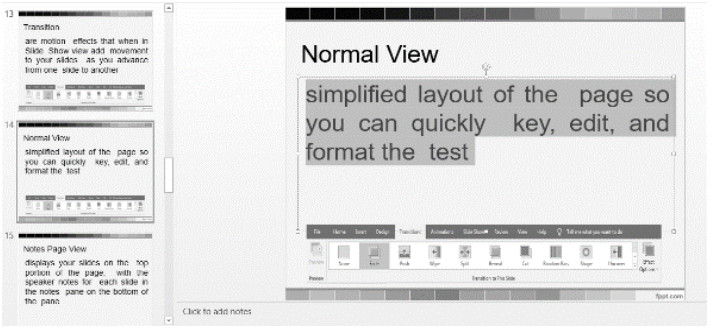 13
Transition
are motion effects that when in
Slide Show view add movement
to your slides as you advance
from one slide to another
14
Normal View
simplified layout of the page so
you can quickly key, edit, and
format the test
15
Notes Page View
displays your slides on the top
portion of the page, with the
speaker notes for each slide in
the notes pane on the bottom of
the pane
Normal View
simplified layout of the page so
you can quickly key, edit, and
format the test
File Home Insert Design Transitions Animations Slide Show Review View Help Tell me what you want to do
Preview None Fade Push Wipe Split Reveal Cut Random Bars Shape Uncover Effect
Options
Preview Transition to This Slide
fppt.com
Click to add notes